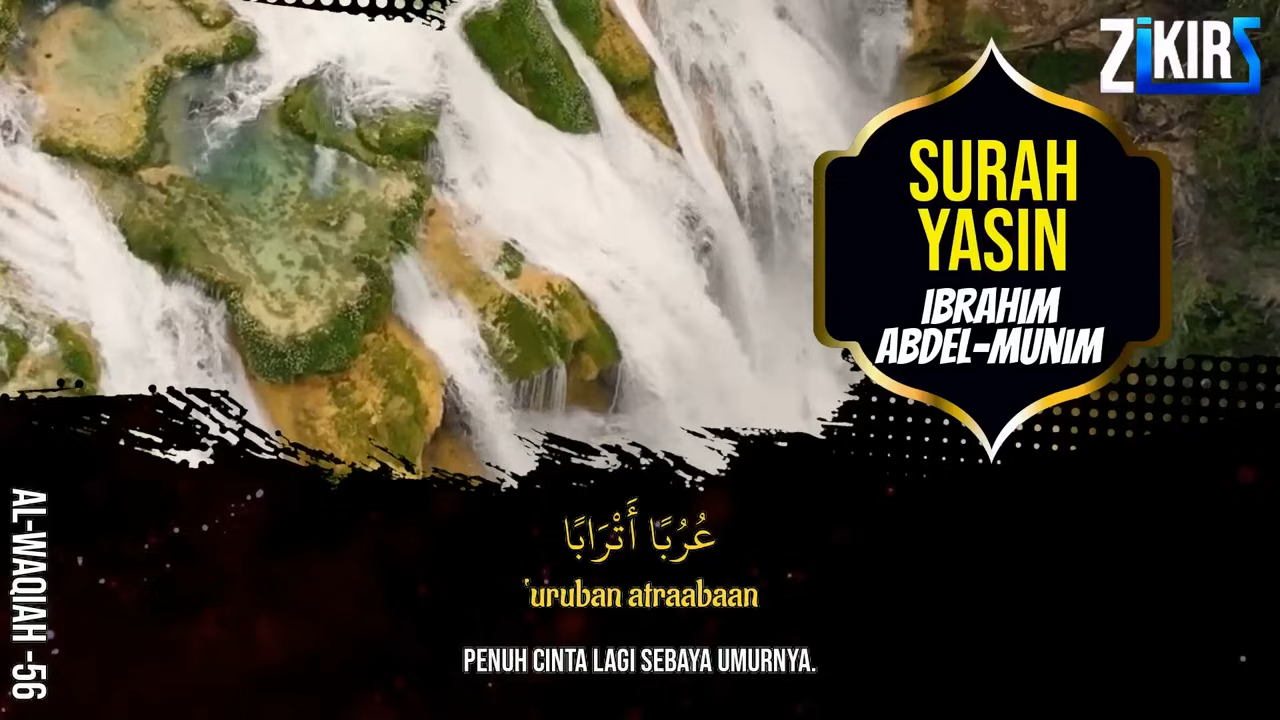 ZiKIRS
SURAH
YASIN
IBRAHIM
ABDEL-MUNIM
عُرُبًا أَتْرَابًا
'uruban atraabaan
PENUH CINTA LAGI SEBAYA UMURNYA.
AL-WAQIAH -56